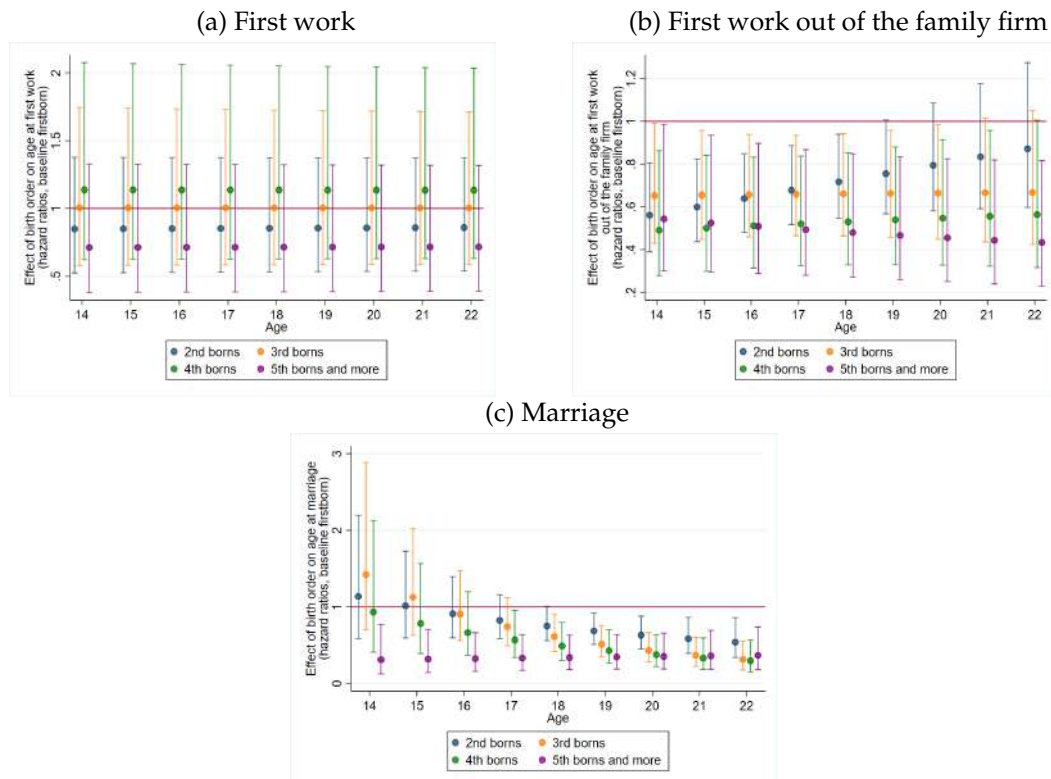 (a) First work
Effect of birth order on age at first work
(hazard ratios, baseline firstborn)
2
1.5
1
.5
14 15 16 17 18 19 20 21 22
Age
2nd borns 3rd borns
4th borns 5th borns and more
(b) First work out of the family firm
Effect of birth order on age at first work
out of the family firm
(hazard ratios, baseline firstborn)
1.2
1
.8
.6
.4
.2
14 15 16 17 18 19 20 21 22
Age
2nd borns 3rd borns
4th borns 5th borns and more
(c) Marriage
Effect of birth order on age at marriage
(hazard ratios, baseline firstborn)
3
2
1
0
14 15 16 17 18 19 20 21 22
Age
2nd borns 3rd borns
4th borns 5th borns and more